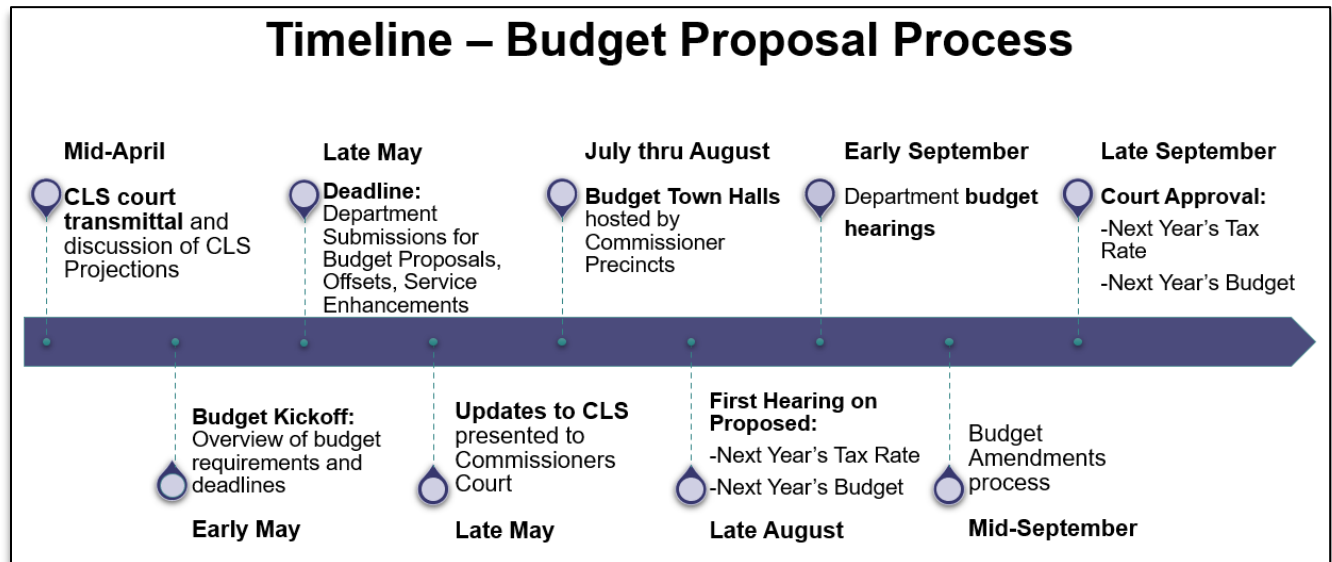 Timeline – Budget Proposal Process
Mid-April
CLS court
transmittal and
discussion of CLS
Projections
Late May
Deadline:
Department
Submissions for
Budget Proposals,
Offsets, Service
Enhancements
July thru August
Budget Town Halls
hosted by
Commissioner
Precincts
Early September
Department budget
hearings
Late September
Court Approval:
-Next Year's Tax
Rate
-Next Year's Budget
Budget Kickoff:
Overview of budget
requirements and
deadlines
Early May
Updates to CLS
presented to
Commissioners
Court
Late May
First Hearing on
Proposed:
-Next Year's Tax Rate
-Next Year's Budget
Late August
Budget
Amendments
process
Mid-September